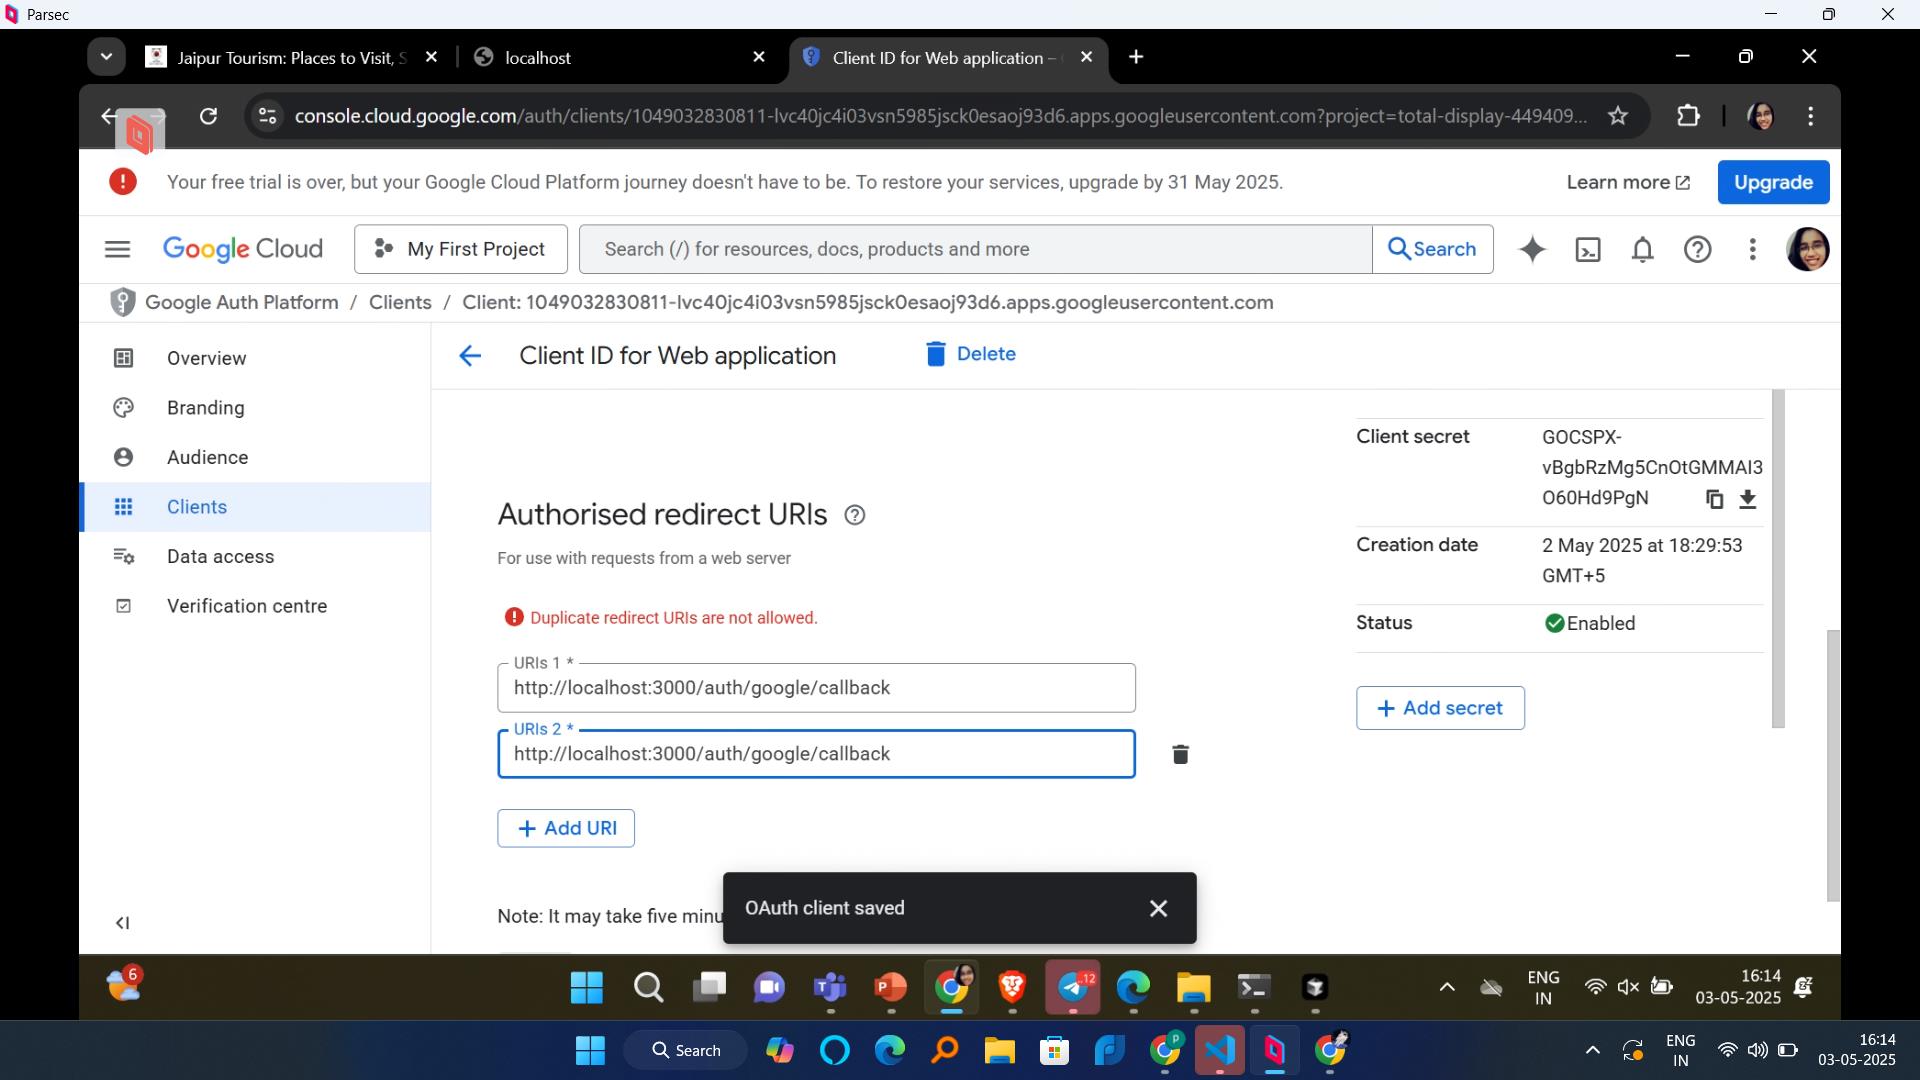 Parsec
Jaipur Tourism: Places to Visit, S
localhost
Client ID for Web application –
console.cloud.google.com/auth/clients/1049032830811-lvc40jc4i03vsn5985jsck0esaoj93d6.apps.googleusercontent.com?project=total-display-449409...
Your free trial is over, but your Google Cloud Platform journey doesn't have to be. To restore your services, upgrade by 31 May 2025.
Learn more
Upgrade
Google Cloud
My First Project
Search (/) for resources, docs, products and more
Search
Google Auth Platform / Clients / Client: 1049032830811-lvc40jc4i03vsn5985jsck0esaoj93d6.apps.googleusercontent.com
Overview
Branding
Audience
Clients
Data access
Verification centre
Client ID for Web application
Delete
Authorised redirect URIs
For use with requests from a web server
Duplicate redirect URIs are not allowed.
URIs 1 *
http://localhost:3000/auth/google/callback
URIs 2 *
http://localhost:3000/auth/google/callback
+ Add URI
Note: It may take five minu
OAuth client saved
Client secret
GOCSPX-
vBgbRzMg5CnOtGMMAI3
O60Hd9PgN
Creation date
2 May 2025 at 18:29:53
GMT+5
Status
Enabled
+ Add secret
6
12
ENG
IN
16:14
03-05-2025
Search
P
ENG
IN
16:14
03-05-2025